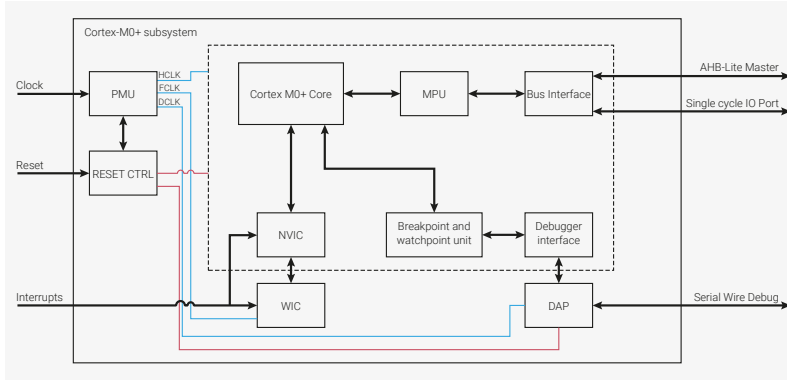 Cortex-M0+ subsystem
HCLK
AHB-Lite Master
Clock
PMU
FCLK
Cortex M0+ Core
MPU
Bus Interface
DCLK
Single cycle IO Port
Reset
RESET CTRL
NVIC
Breakpoint and
watchpoint unit
Debugger
interface
Interrupts
WIC
DAP
Serial Wire Debug